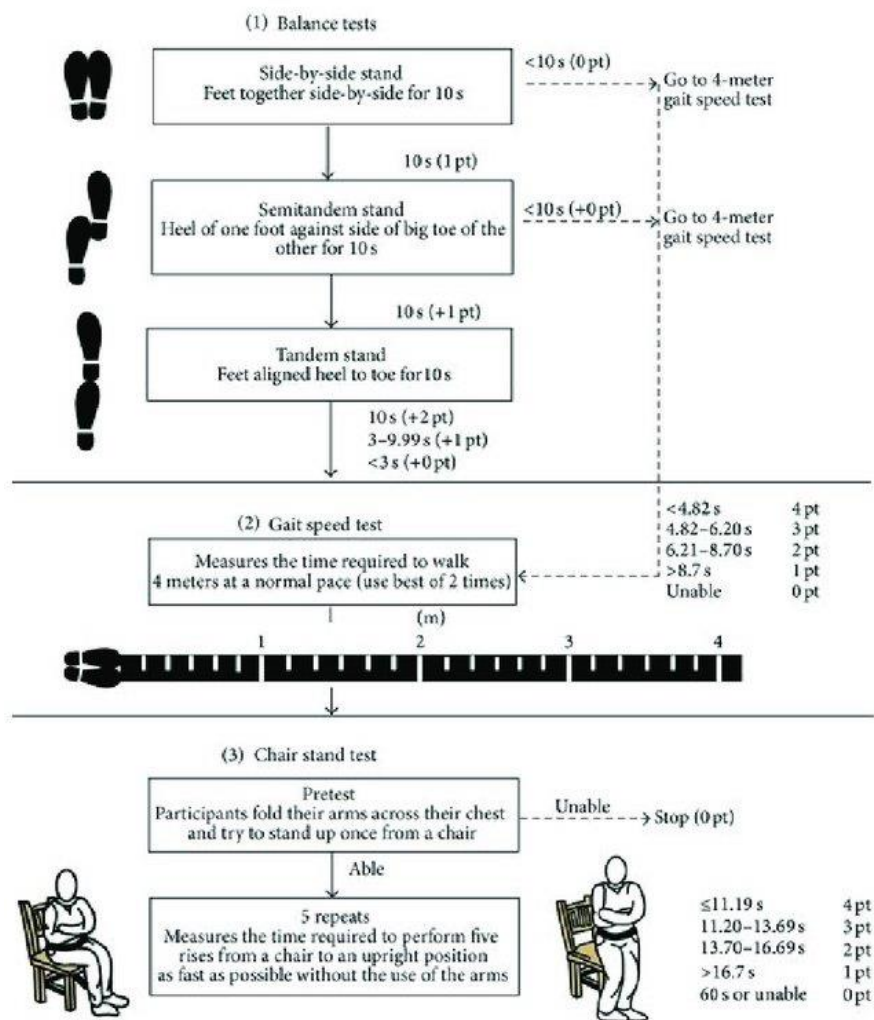 (1) Balance tests
Side-by-side stand
Feet together side-by-side for 10 s
<10 s (0 pt)
Go to 4-meter
gait speed test
10 s (1 pt)
Semitandem stand
Heel of one foot against side of big toe of the
other for 10 s
<10 s (+0 pt)
Go to 4-meter
gait speed test
10 s (+1 pt)
Tandem stand
Feet aligned heel to toe for 10 s
10 s (+2 pt)
3–9.99 s (+1 pt)
<3 s (+0 pt)
(2) Gait speed test
Measures the time required to walk
4 meters at a normal pace (use best of 2 times)
<4.82 s 4 pt
4.82–6.20 s 3 pt
6.21–8.70 s 2 pt
>8.7 s 1 pt
Unable 0 pt
(m)
1 2 3 4
(3) Chair stand test
Pretest
Participants fold their arms across their chest
and try to stand up once from a chair
Unable
Stop (0 pt)
Able
5 repeats
Measures the time required to perform five
rises from a chair to an upright position
as fast as possible without the use of the arms
≤11.19 s 4 pt
11.20–13.69 s 3 pt
13.70–16.69 s 2 pt
>16.7 s 1 pt
60 s or unable 0 pt